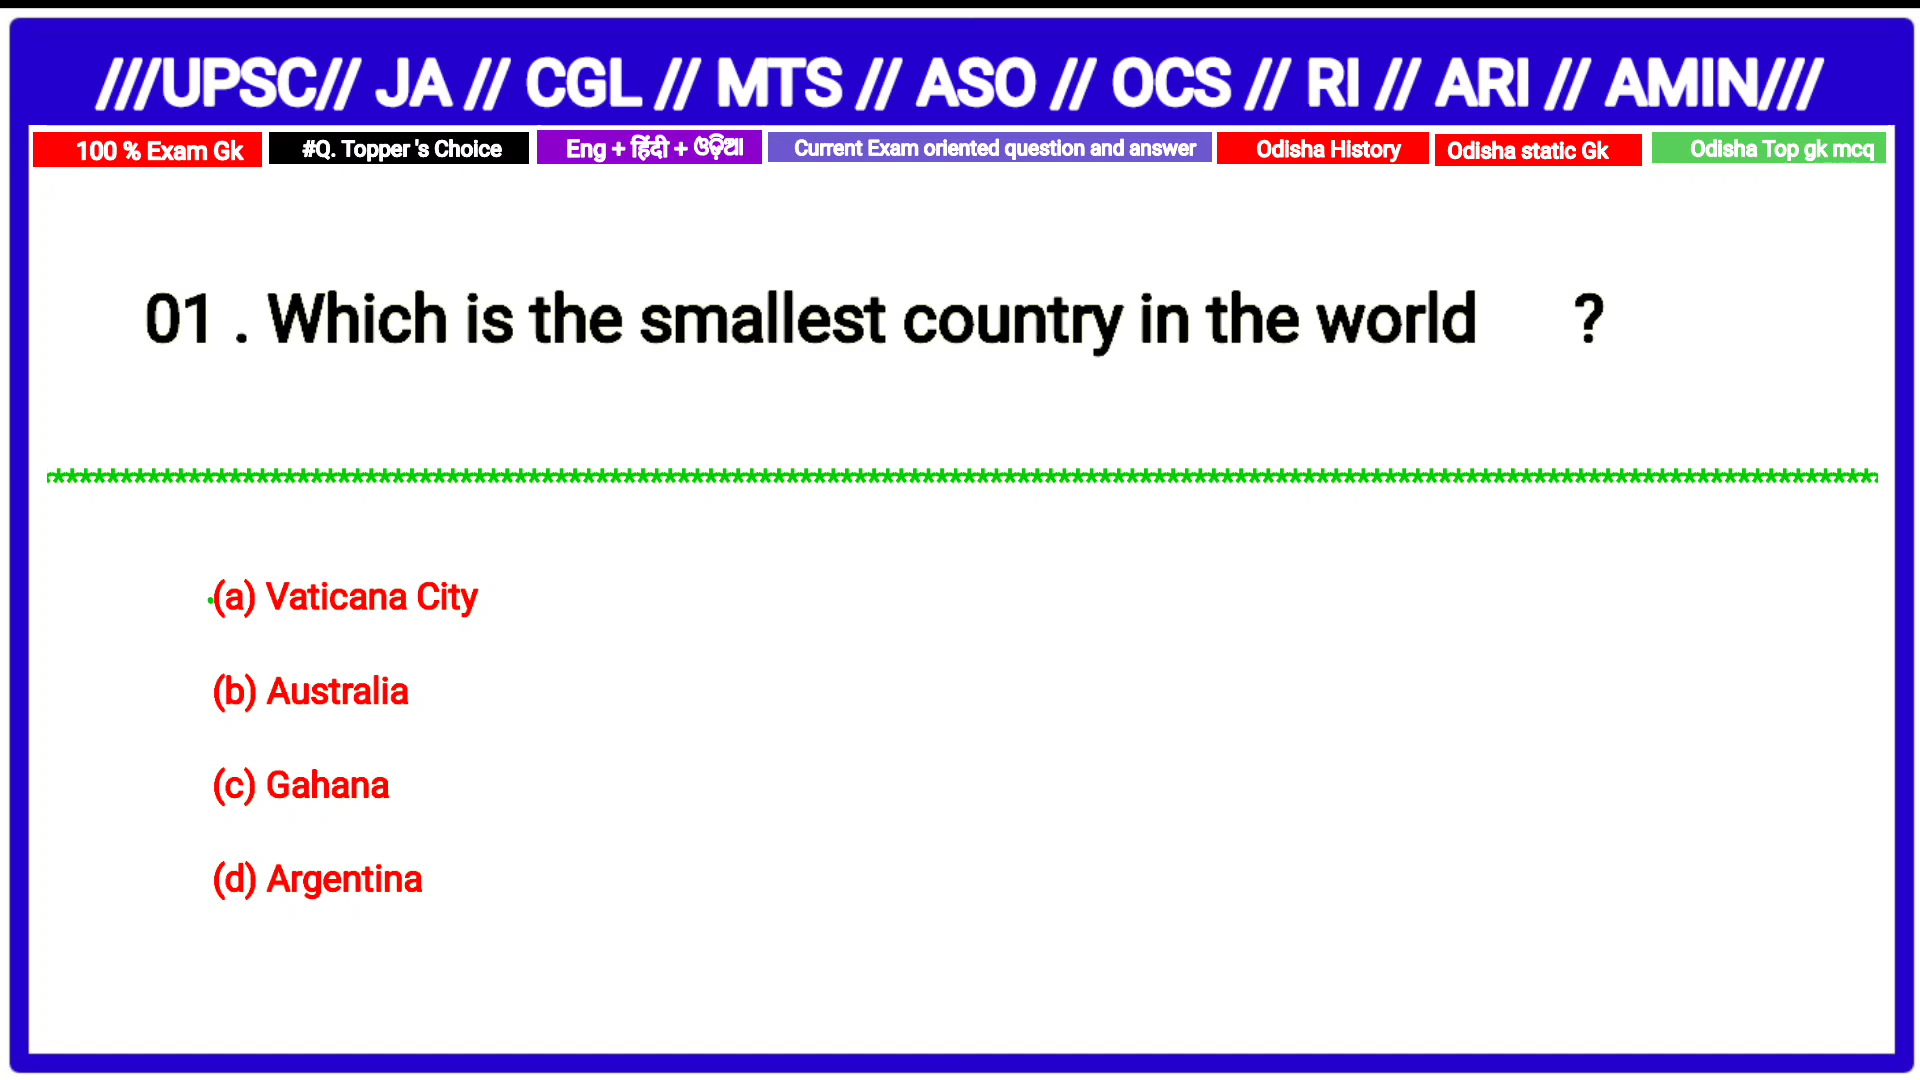 ///UPSC// JA // CGL // MTS // ASO // OCS // RI // ARI // AMIN///
100 % Exam Gk #Q. Topper 's Choice Eng + हिंदी + ଓଡ଼ିଆ Current Exam oriented question and answer Odisha History Odisha static Gk Odisha Top gk mcq
01 . Which is the smallest country in the world ?
(a) Vaticana City
(b) Australia
(c) Gahana
(d) Argentina